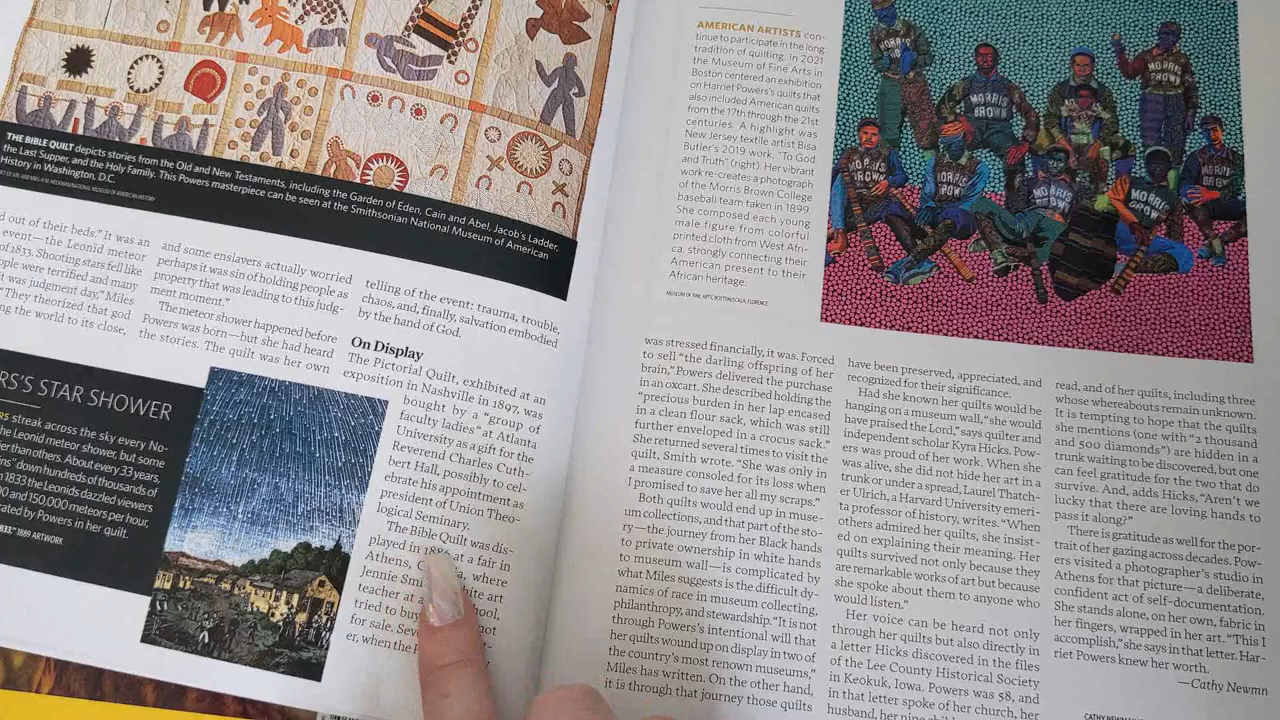 THE BIBLE QUILT depicts stories from the Old and New Testaments, including the Garden of Eden, Cain and Abel, Jacob's Ladder,
the Last Supper, and the Holy Family. This Powers masterpiece can be seen at the Smithsonian National Museum of American
History in Washington, D.C.
out of their beds." It was an
event—the Leonid meteor
of 1833. Shooting stars fell like
people were terrified and many
it was judgment day," Miles
"They theorized that god
the world to its close,
and some enslavers actually worried
perhaps it was sin of holding people as
property that was leading to this judg-
ment moment."
The meteor shower happened before
Powers was born—but she had heard
the stories. The quilt was her own
telling of the event: trauma, trouble,
chaos, and, finally, salvation embodied
by the hand of God.
On Display
The Pictorial Quilt, exhibited at an
exposition in Nashville in 1897, was
bought by a "group of
faculty ladies" at Atlanta
University as a gift for the
Reverend Charles Cuth-
bert Hall, possibly to cel-
ebrate his appointment as
president of Union Theo-
logical Seminary.
The Bible Quilt was dis-
played in at a fair in
Athens, where
Jennie art
teacher at a
tried to buy not
for sale.
er, when the
STAR SHOWER
streak across the sky every No-
the Leonid meteor shower, but some
than others. About every 33 years,
down hundreds of thousands of
1833 the Leonids dazzled viewers
and 150,000 meteors per hour,
by Powers in her quilt.
1889 ARTWORK
AMERICAN ARTISTS con-
tinue to participate in the long
tradition of quilting. In 2021
the Museum of Fine Arts in
Boston centered an exhibition
on Harriet Powers's quilts that
also included American quilts
from the 17th through the 21st
centuries. A highlight was
New Jersey textile artist Bisa
Butler's 2019 work, "To God
and Truth" (right). Her vibrant
work re-creates a photograph
of the Morris Brown College
baseball team taken in 1899.
She composed each young
male figure from colorful
printed cloth from West Afri-
ca, strongly connecting their
American present to their
African heritage.
MUSEUM OF FINE ARTS, BOSTON/SCALA, FLORENCE
MORRIS
BROWN
MORRIS
BROWN
was stressed financially, it was. Forced
to sell "the darling offspring of her
brain," Powers delivered the purchase
in an oxcart. She described holding the
"precious burden in her lap encased
in a clean flour sack, which was still
further enveloped in a crocus sack."
She returned several times to visit the
quilt, Smith wrote. "She was only in
a measure consoled for its loss when
I promised to save her all my scraps."
Both quilts would end up in muse-
um collections, and that part of the sto-
ry—the journey from her Black hands
to private ownership in white hands
to museum wall—is complicated by
what Miles suggests is the difficult dy-
namics of race in museum collecting,
philanthropy, and stewardship. "It is not
through Powers's intentional will that
her quilts wound up on display in two of
the country's most renown museums,"
Miles has written. On the other hand,
it is through that journey those quilts
have been preserved, appreciated, and
recognized for their significance.
Had she known her quilts would be
hanging on a museum wall, "she would
have praised the Lord," says quilter and
independent scholar Kyra Hicks. Pow-
ers was proud of her work. When she
was alive, she did not hide her art in a
trunk or under a spread, Laurel Thatch-
er Ulrich, a Harvard University emeri-
ta professor of history, writes. "When
others admired her quilts, she insist-
ed on explaining their meaning. Her
quilts survived not only because they
are remarkable works of art but because
she spoke about them to anyone who
would listen."
Her voice can be heard not only
through her quilts but also directly in
a letter Hicks discovered in the files
of the Lee County Historical Society
in Keokuk, Iowa. Powers was 58, and
in that letter spoke of her church, her
husband, her nine
read, and of her quilts, including three
whose whereabouts remain unknown.
It is tempting to hope that the quilts
she mentions (one with "2 thousand
and 500 diamonds") are hidden in a
trunk waiting to be discovered, but one
can feel gratitude for the two that do
survive. And, adds Hicks, "Aren't we
lucky that there are loving hands to
pass it along?"
There is gratitude as well for the por-
trait of her gazing across decades. Pow-
ers visited a photographer's studio in
Athens for that picture—a deliberate,
confident act of self-documentation.
She stands alone, on her own, fabric in
her fingers, wrapped in her art. "This I
accomplish," she says in that letter. Har-
riet Powers knew her worth.
—Cathy Newmn